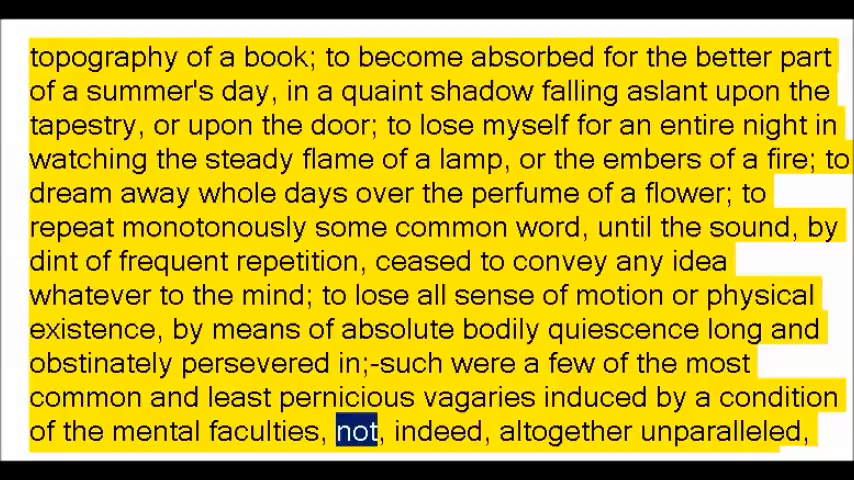 topography of a book; to become absorbed for the better part
of a summer's day, in a quaint shadow falling aslant upon the
tapestry, or upon the door; to lose myself for an entire night in
watching the steady flame of a lamp, or the embers of a fire; to
dream away whole days over the perfume of a flower; to
repeat monotonously some common word, until the sound, by
dint of frequent repetition, ceased to convey any idea
whatever to the mind; to lose all sense of motion or physical
existence, by means of absolute bodily quiescence long and
obstinately persevered in;-such were a few of the most
common and least pernicious vagaries induced by a condition
of the mental faculties, not, indeed, altogether unparalleled,